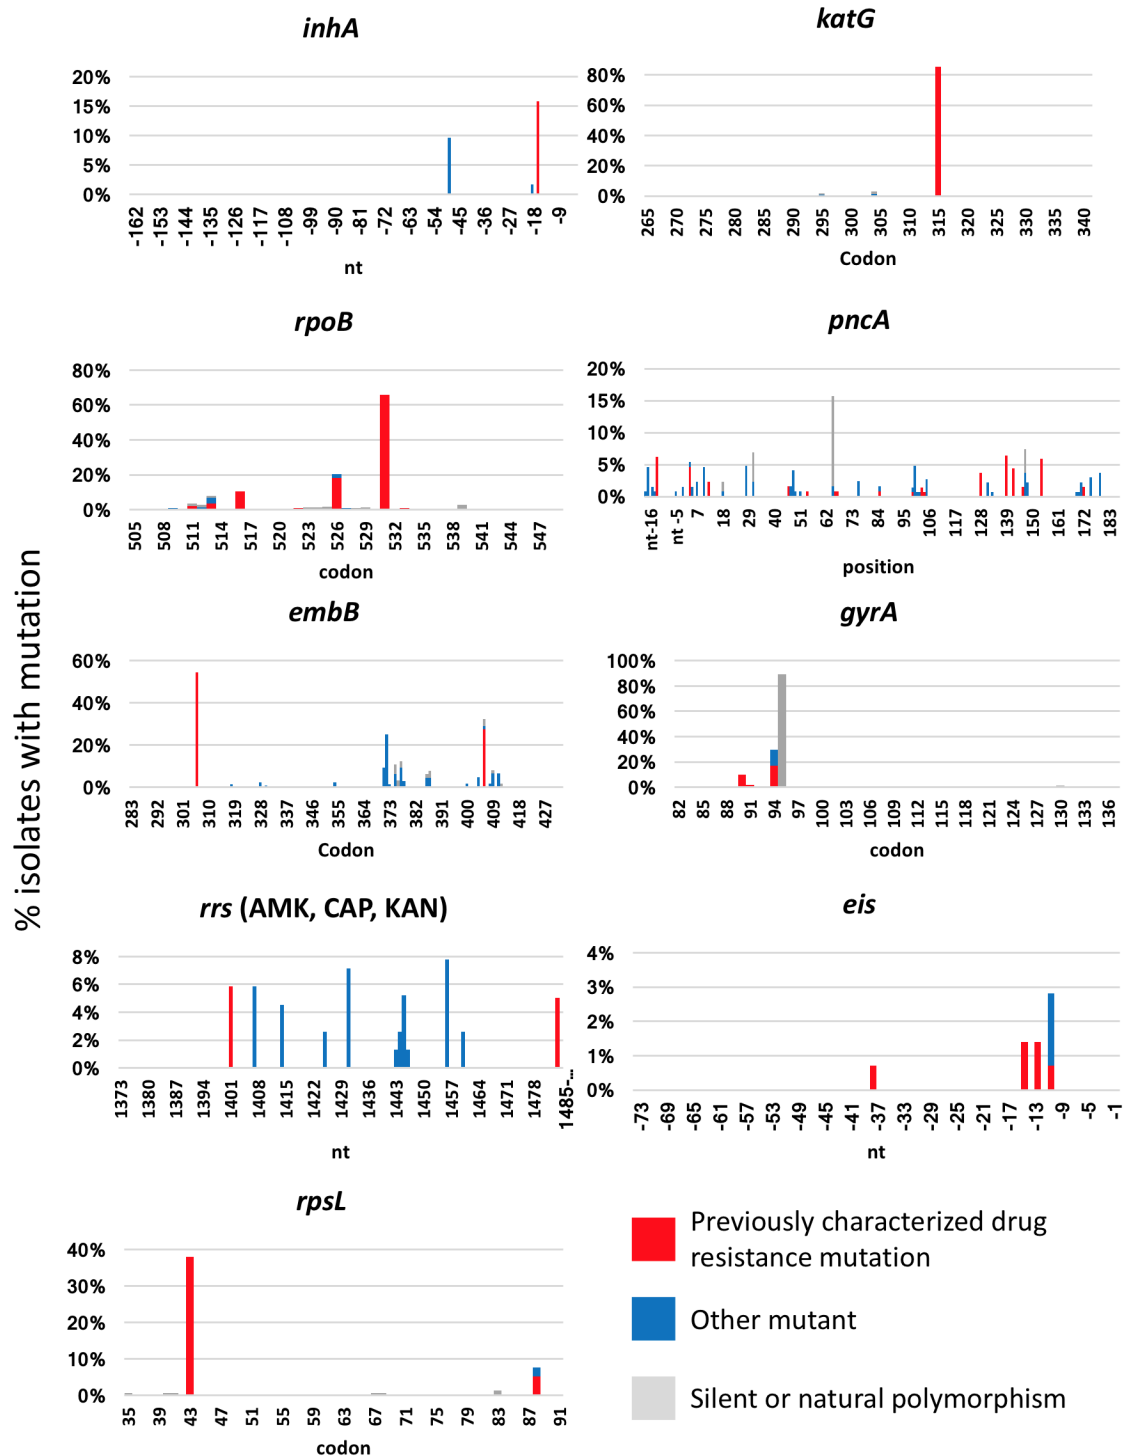 inhA
20%
15%
10%
5%
0%
-162 -153 -144 -135 -126 -117 -108 -99 -90 -81 -72 -63 -54 -45 -36 -27 -18 -9
nt
katG
80%
60%
40%
20%
0%
265 270 275 280 285 290 295 300 305 310 315 320 325 330 335 340
Codon
rpoB
80%
60%
40%
20%
0%
505 508 511 514 517 520 523 526 529 532 535 538 541 544 547
codon
pncA
20%
15%
10%
5%
0%
nt-16 nt -5 7 18 29 40 51 62 73 84 95 106 117 128 139 150 161 172 183
position
% isolates with mutation
embB
60%
40%
20%
0%
283 292 301 310 319 328 337 346 355 364 373 382 391 400 409 418 427
Codon
gyrA
100%
80%
60%
40%
20%
0%
82 85 88 91 94 97 100 103 106 109 112 115 118 121 124 127 130 133 136
codon
rrs (AMK, CAP, KAN)
8%
6%
4%
2%
0%
1373 1380 1387 1394 1401 1408 1415 1422 1429 1436 1443 1450 1457 1464 1471 1478 1485-...
nt
eis
4%
3%
2%
1%
0%
-73 -69 -65 -61 -57 -53 -49 -45 -41 -37 -33 -29 -25 -21 -17 -13 -9 -5 -1
nt
rpsL
40%
30%
20%
10%
0%
35 39 43 47 51 55 59 63 67 71 75 79 83 87 91
codon
Previously characterized drug
resistance mutation
Other mutant
Silent or natural polymorphism